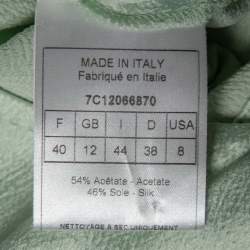 MADE IN ITALY
Fabriqué en Italie
7C12066870
F GB I D USA
40 12 44 38 8
54% Acétate - Acetate
46% Soie - Silk
NETTOYAGE A SEC UNIQUEMENT